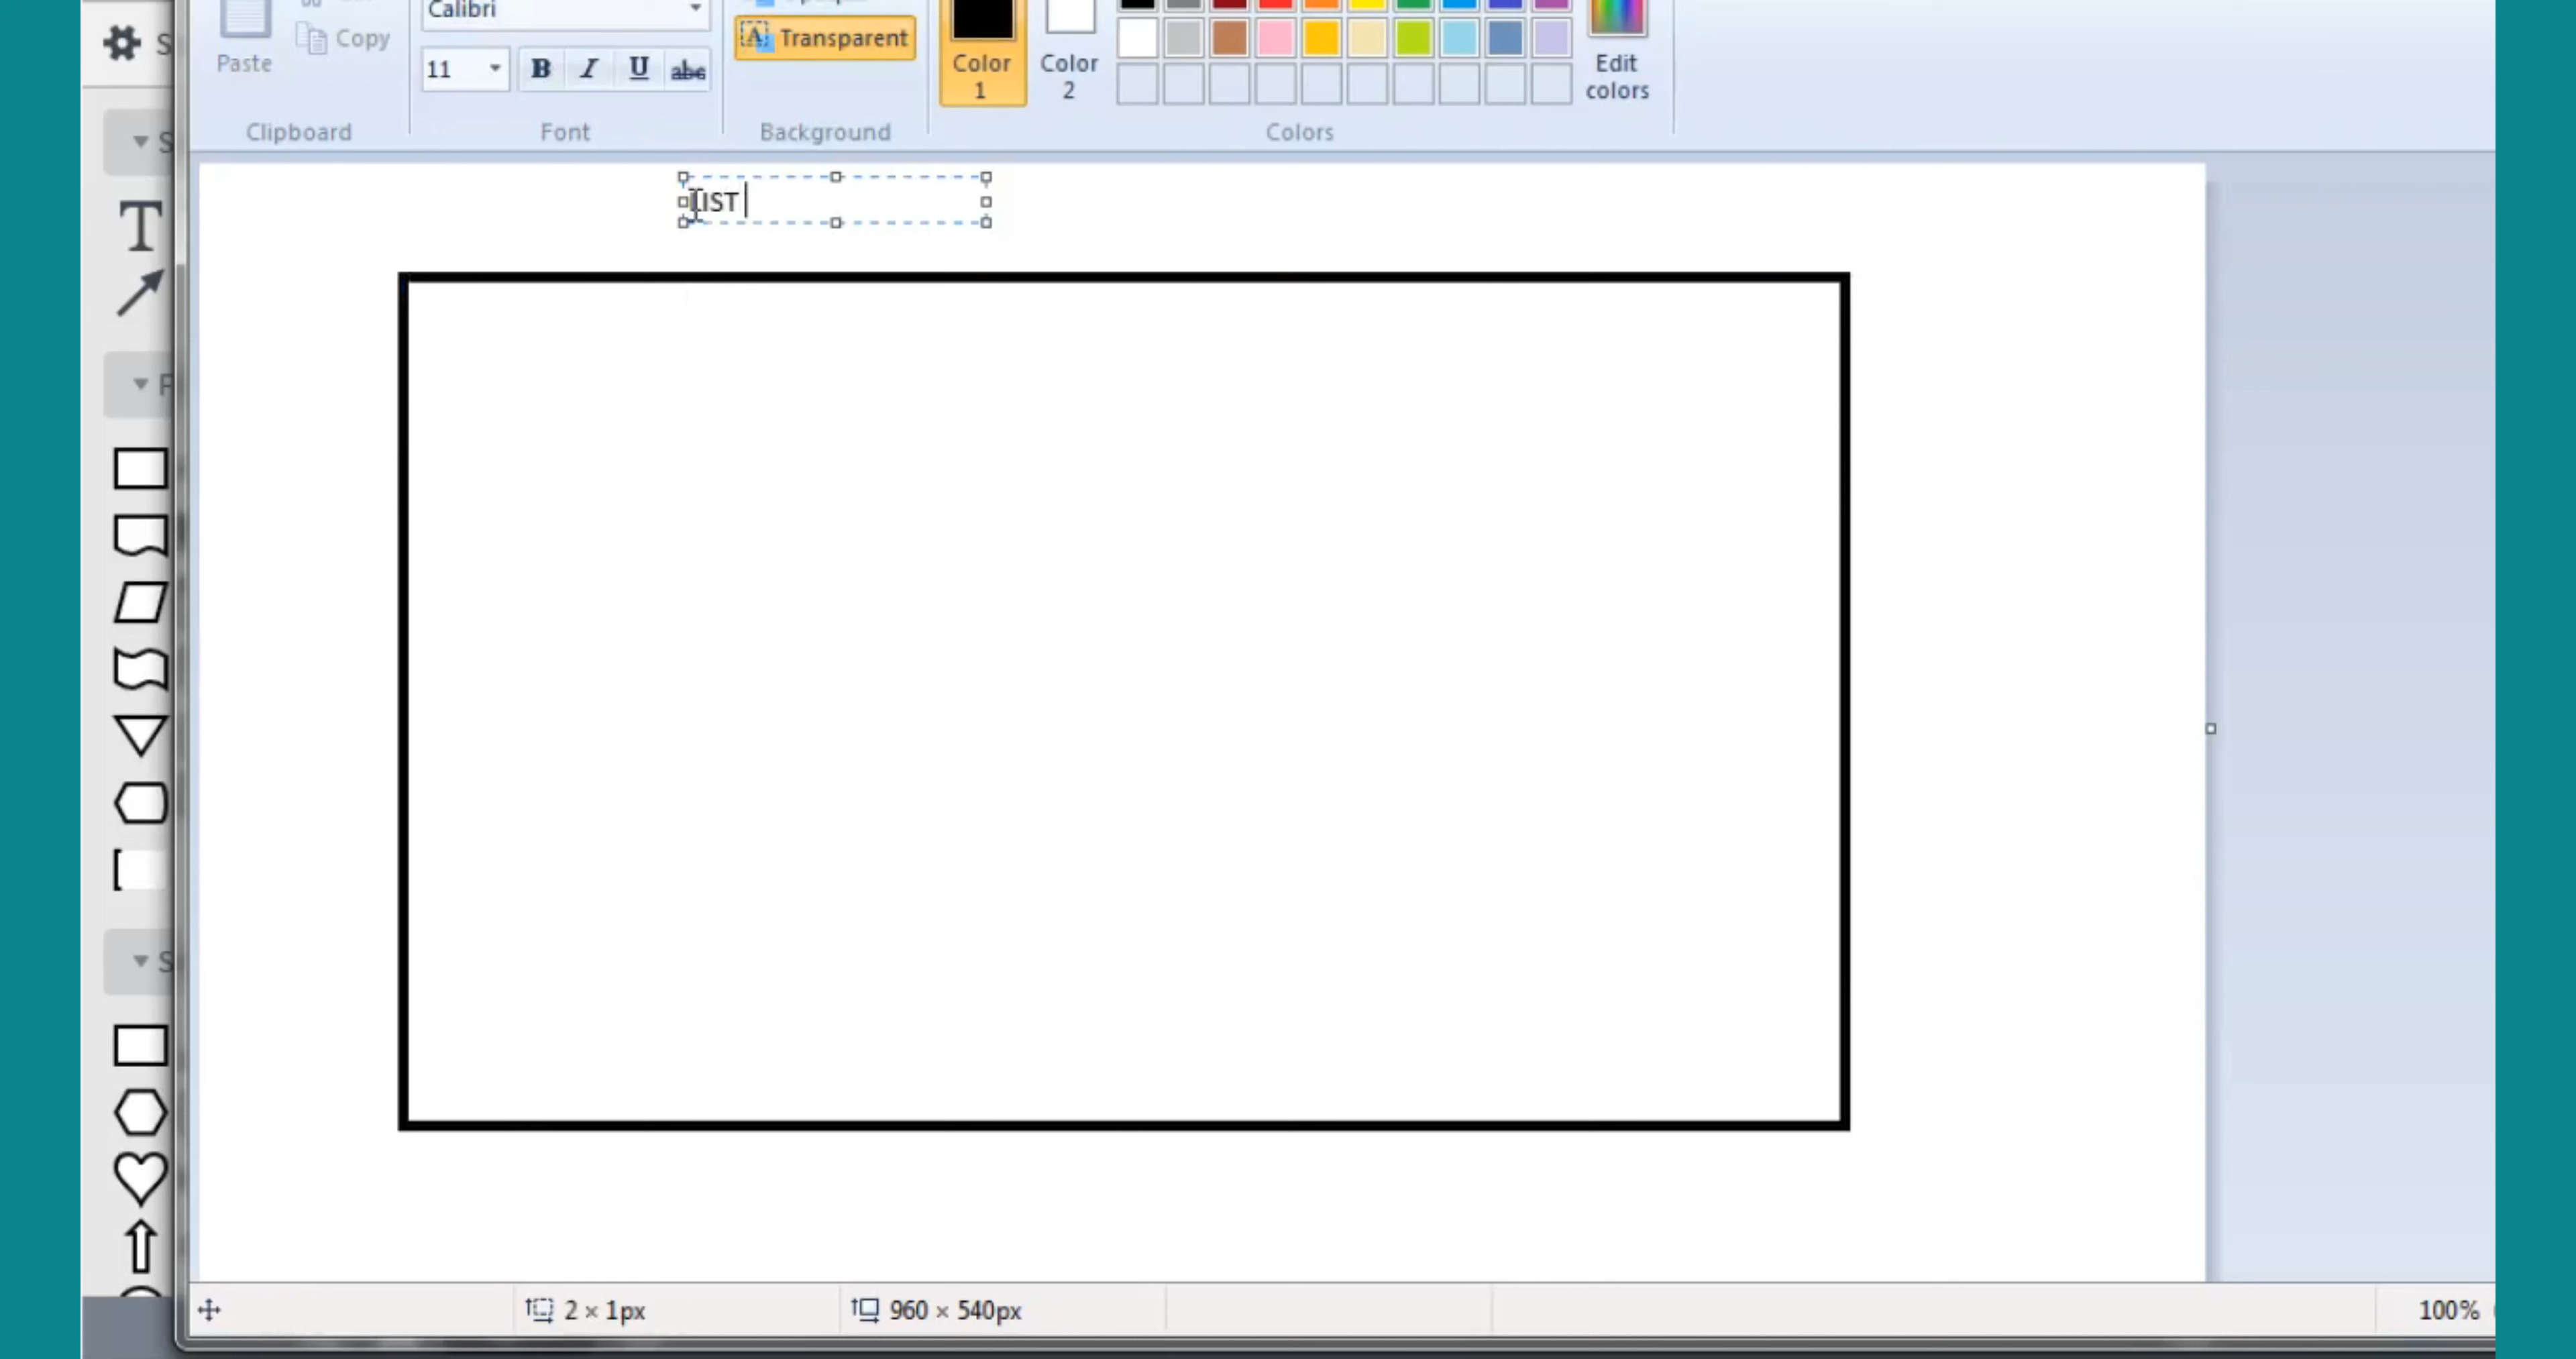 S
Paste
Copy
Calibri
11
B I U abc
Transparent
Color
1
Color
2
Edit
colors
Clipboard
Font
Background
Colors
S
LIST
T
F
S
2 × 1px
960 × 540px
100%